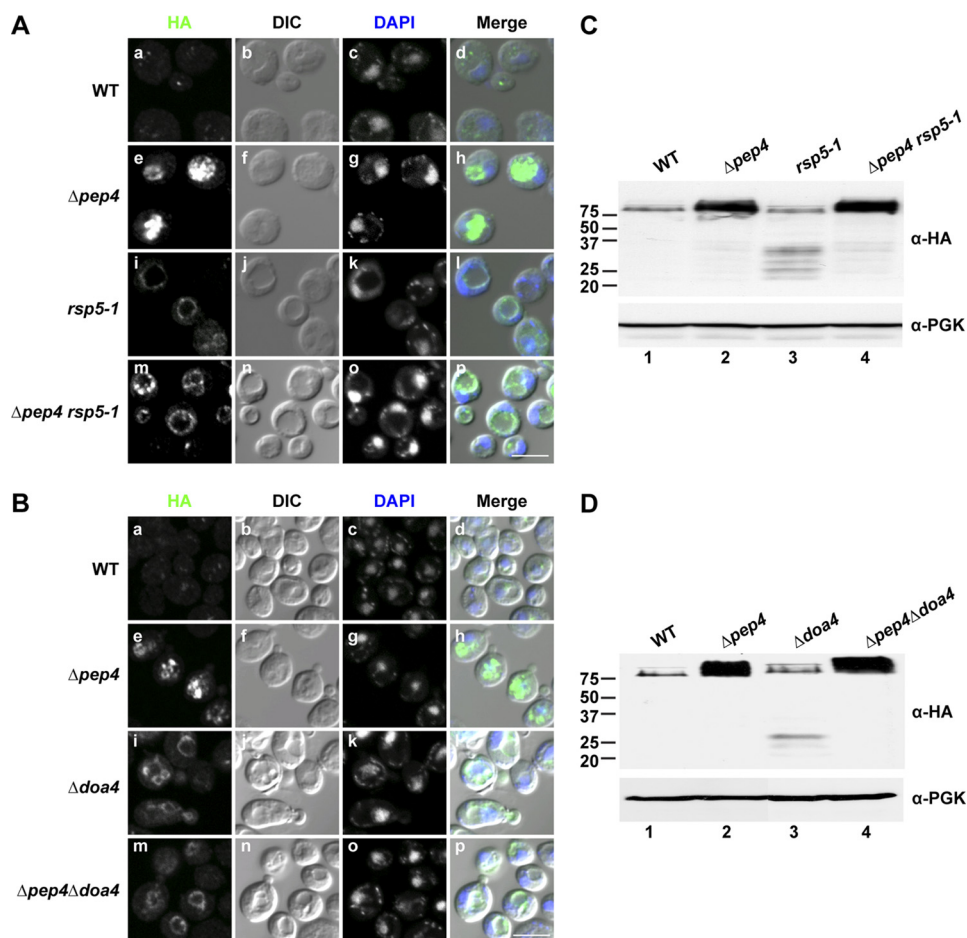 A
HA DIC DAPI Merge
a b c d
WT
e f g h
Δpep4
i j k l
rsp5-1
m n o p
Δpep4 rsp5-1
B
HA DIC DAPI Merge
a b c d
WT
e f g h
Δpep4
i j k l
Δdoa4
m n o p
Δpep4Δdoa4
C
WT Δpep4 rsp5-1 Δpep4 rsp5-1
75
50
37
25
20
α-HA
α-PGK
1 2 3 4
D
WT Δpep4 Δdoa4 Δpep4Δdoa4
75
50
37
25
20
α-HA
α-PGK
1 2 3 4